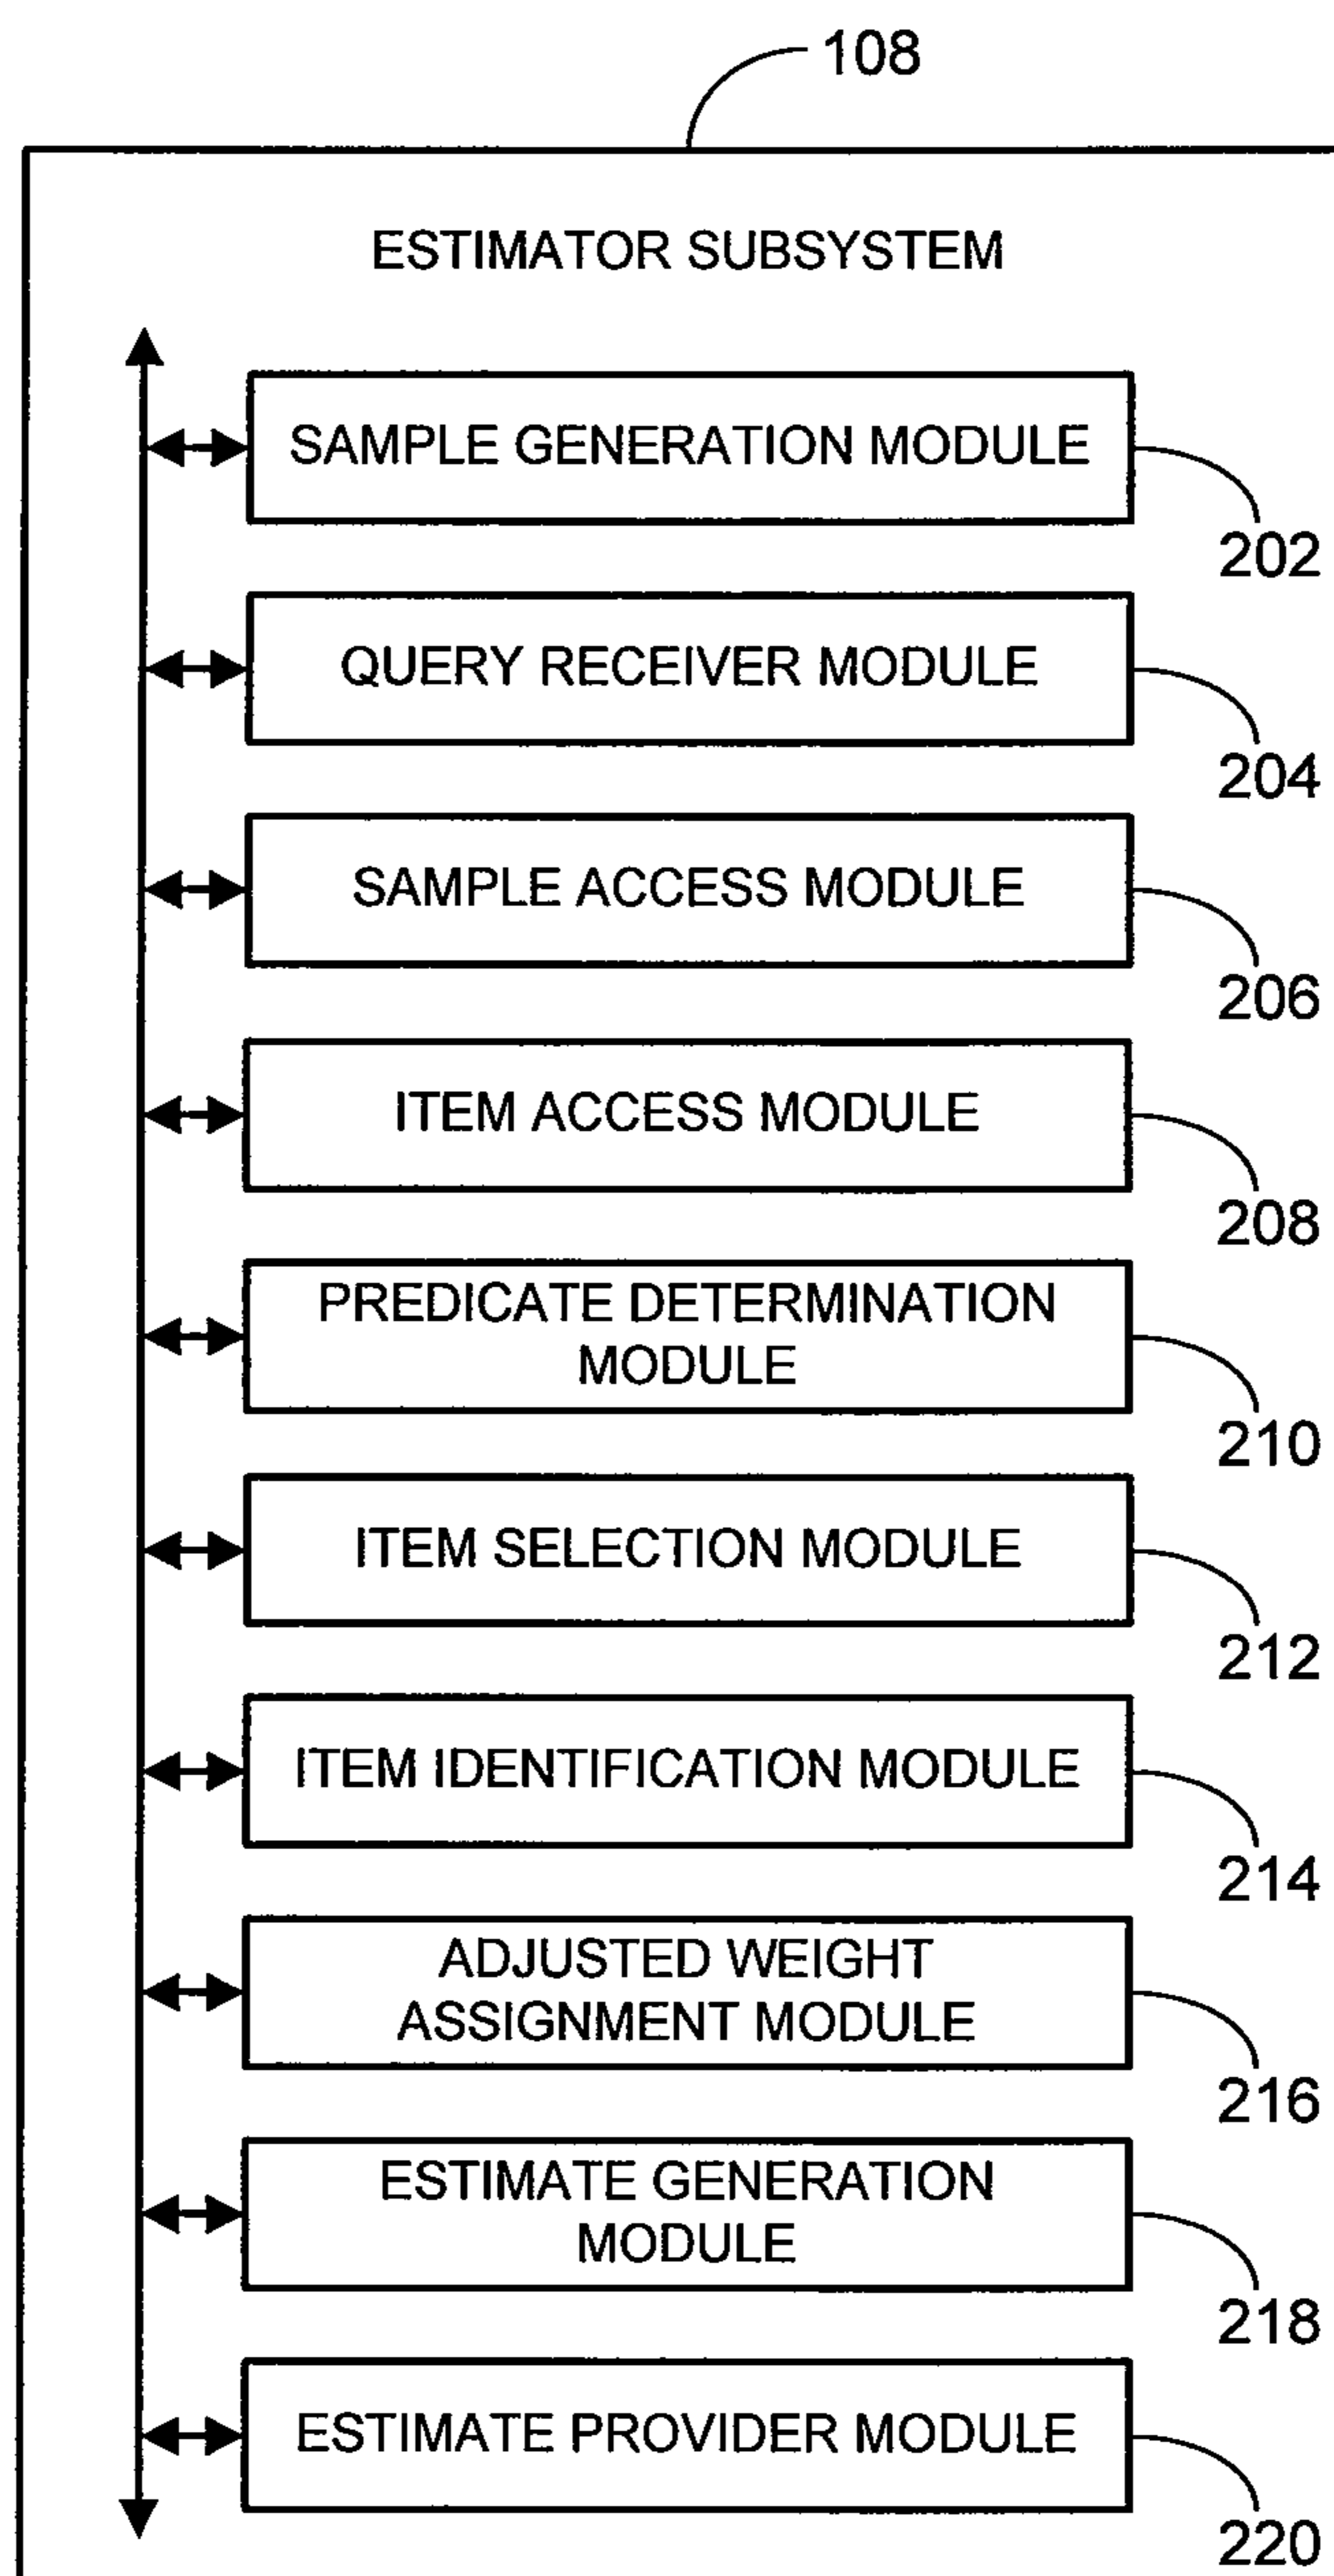 108
ESTIMATOR SUBSYSTEM
SAMPLE GENERATION MODULE
202
QUERY RECEIVER MODULE
204
SAMPLE ACCESS MODULE
206
ITEM ACCESS MODULE
208
PREDICATE DETERMINATION
MODULE
210
ITEM SELECTION MODULE
212
ITEM IDENTIFICATION MODULE
214
ADJUSTED WEIGHT
ASSIGNMENT MODULE
216
ESTIMATE GENERATION
MODULE
218
ESTIMATE PROVIDER MODULE
220